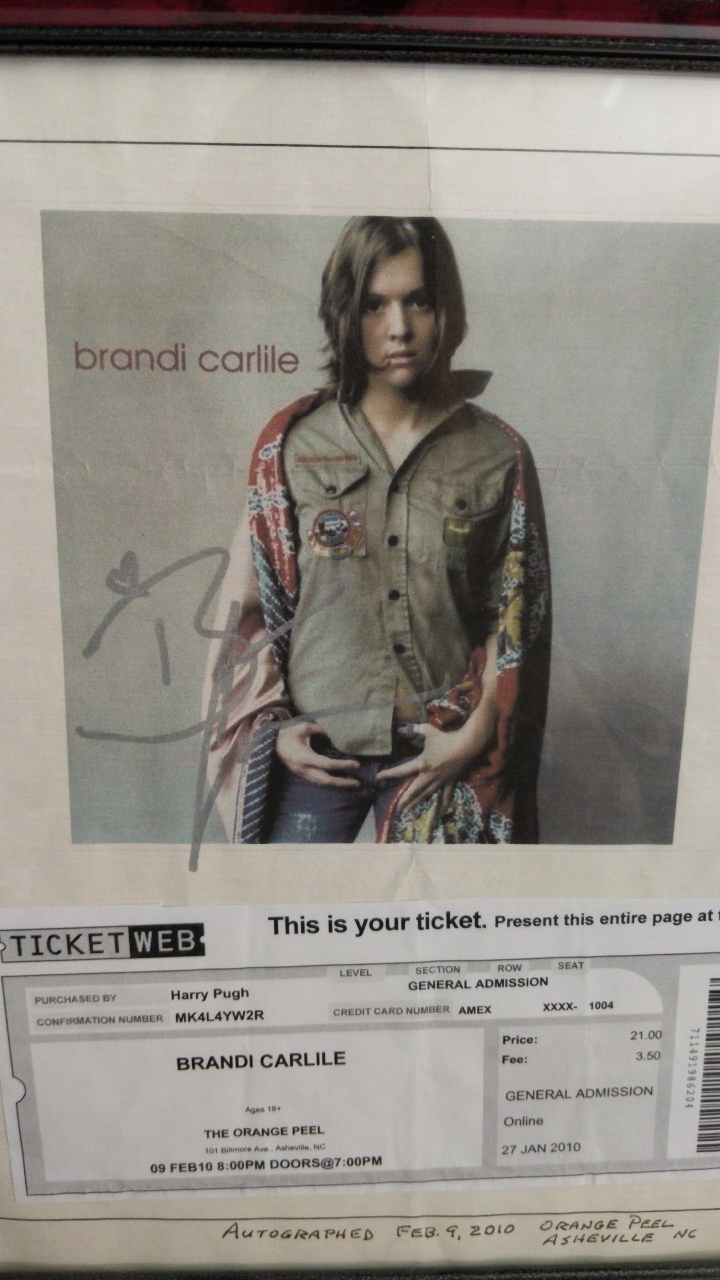 brandi carlile
TICKETWEB
This is your ticket. Present this entire page at
LEVEL SECTION ROW SEAT
GENERAL ADMISSION
PURCHASED BY Harry Pugh
CREDIT CARD NUMBER AMEX XXXX- 1004
CONFIRMATION NUMBER MK4L4YW2R
BRANDI CARLILE
Ages 18+
THE ORANGE PEEL
101 Biltmore Ave., Asheville, NC
09 FEB10 8:00PM DOORS@7:00PM
Price: 21.00
Fee: 3.50
GENERAL ADMISSION
Online
27 JAN 2010
711491986204
AUTOGRAPHED FEB. 9, 2010 ORANGE PEEL
ASHEVILLE NC